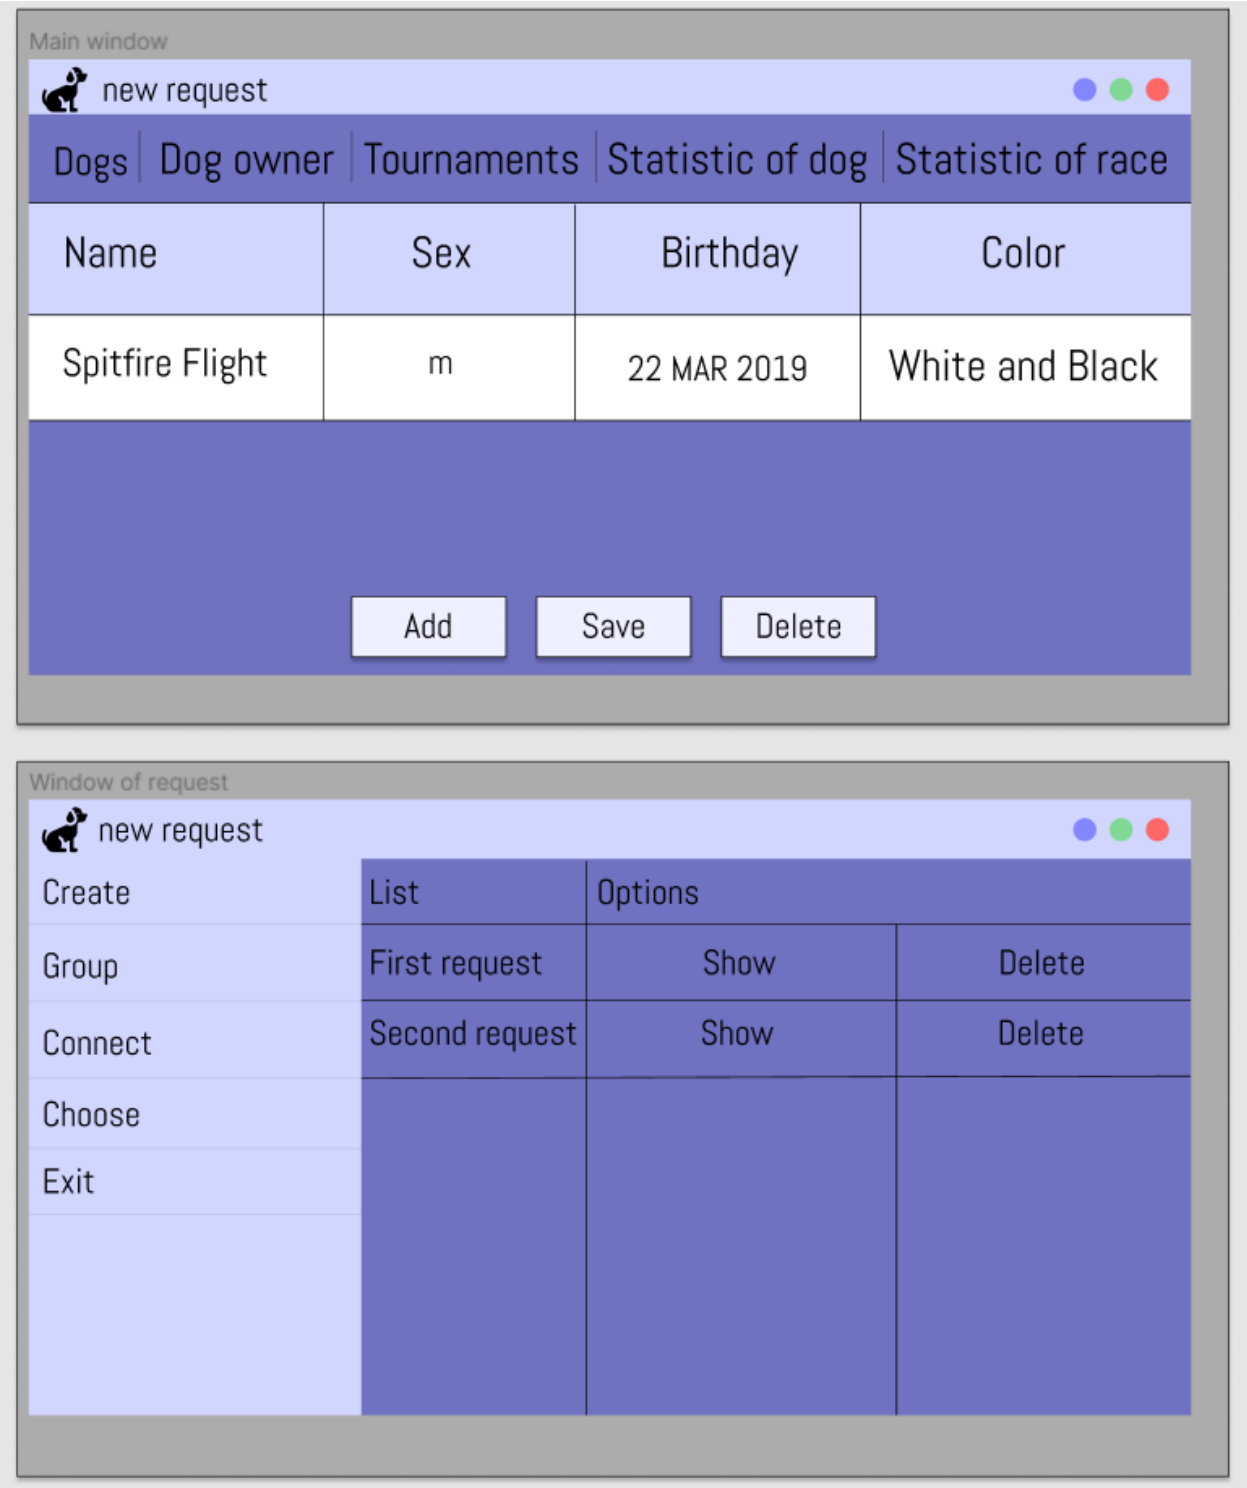 Main window
new request
Dogs Dog owner Tournaments Statistic of dog Statistic of race
Name Sex Birthday Color
Spitfire Flight m 22 MAR 2019 White and Black
Add Save Delete
Window of request
new request
Create List Options
Group First request Show Delete
Connect Second request Show Delete
Choose
Exit